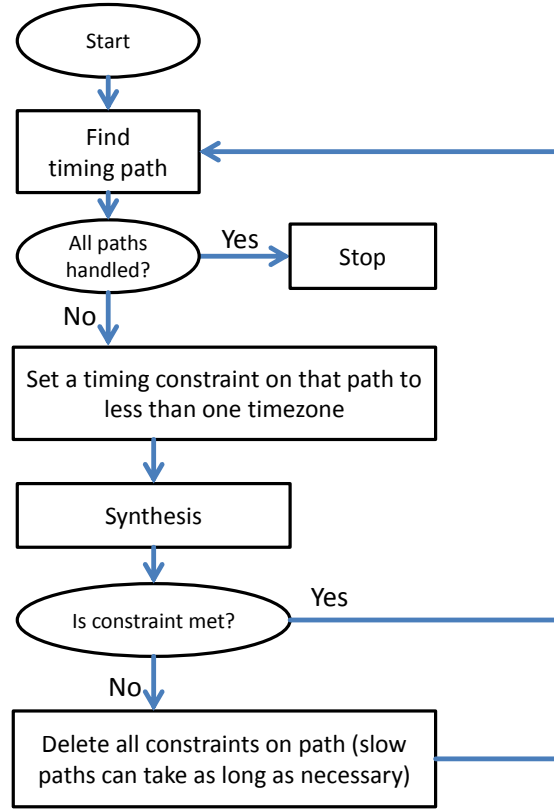 Start
Find
timing path
All paths
handled?
Yes
Stop
No
Set a timing constraint on that path to
less than one timezone
Synthesis
Is constraint met?
Yes
No
Delete all constraints on path (slow
paths can take as long as necessary)